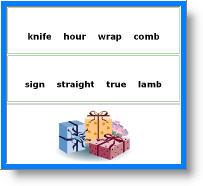 knife hour wrap comb
sign straight true lamb